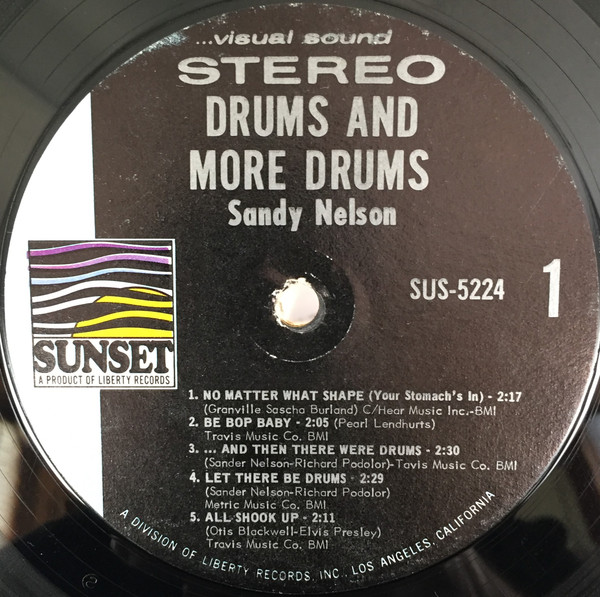 ...visual sound
STEREO
DRUMS AND
MORE DRUMS
Sandy Nelson
SUS-5224
1
SUNSET
A PRODUCT OF LIBERTY RECORDS
1. NO MATTER WHAT SHAPE (Your Stomach's In) - 2:17
(Granville Sascha Burland) C/Hear Music Inc.-BMI
2. BE BOP BABY - 2:05 (Pearl Lendhurts)
Travis Music Co. BMI
3. ... AND THEN THERE WERE DRUMS - 2:30
(Sander Nelson-Richard Podolor)-Tavis Music Co. BMI
4. LET THERE BE DRUMS - 2:29
(Sander Nelson-Richard Podolor)
Metric Music Co. BMI
5. ALL SHOOK UP - 2:11
(Otis Blackwell-Elvis Presley)
Travis Music Co. BMI
A DIVISION OF LIBERTY RECORDS, INC., LOS ANGELES, CALIFORNIA